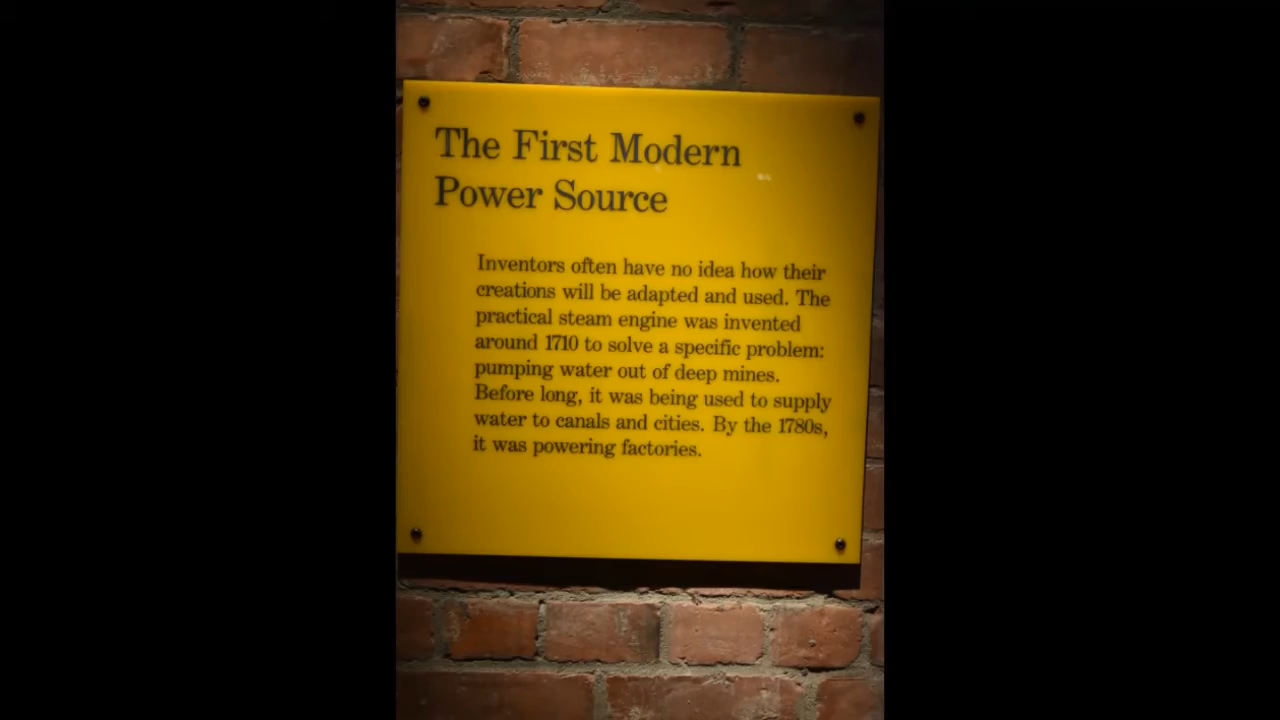 The First Modern
Power Source
Inventors often have no idea how their
creations will be adapted and used. The
practical steam engine was invented
around 1710 to solve a specific problem:
pumping water out of deep mines.
Before long, it was being used to supply
water to canals and cities. By the 1780s,
it was powering factories.